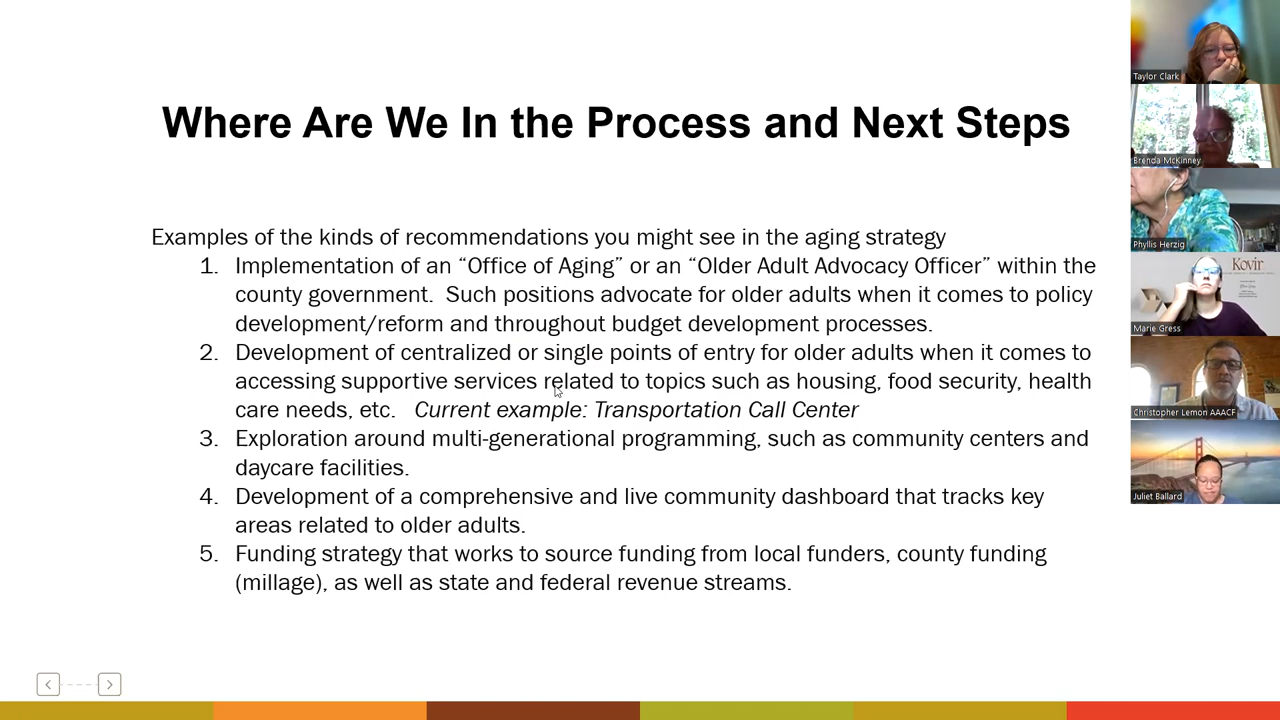 Where Are We In the Process and Next Steps
Examples of the kinds of recommendations you might see in the aging strategy
1. Implementation of an “Office of Aging” or an “Older Adult Advocacy Officer” within the
county government.  Such positions advocate for older adults when it comes to policy
development/reform and throughout budget development processes.
2. Development of centralized or single points of entry for older adults when it comes to
accessing supportive services related to topics such as housing, food security, health
care needs, etc.   Current example: Transportation Call Center
3. Exploration around multi-generational programming, such as community centers and
daycare facilities.
4. Development of a comprehensive and live community dashboard that tracks key
areas related to older adults.
5. Funding strategy that works to source funding from local funders, county funding
(millage), as well as state and federal revenue streams.
Taylor Clark
Brenda McKinney
Phyllis Herzig
Kovir
Marie Gress
Christopher Lemon AAACF
Juliet Ballard